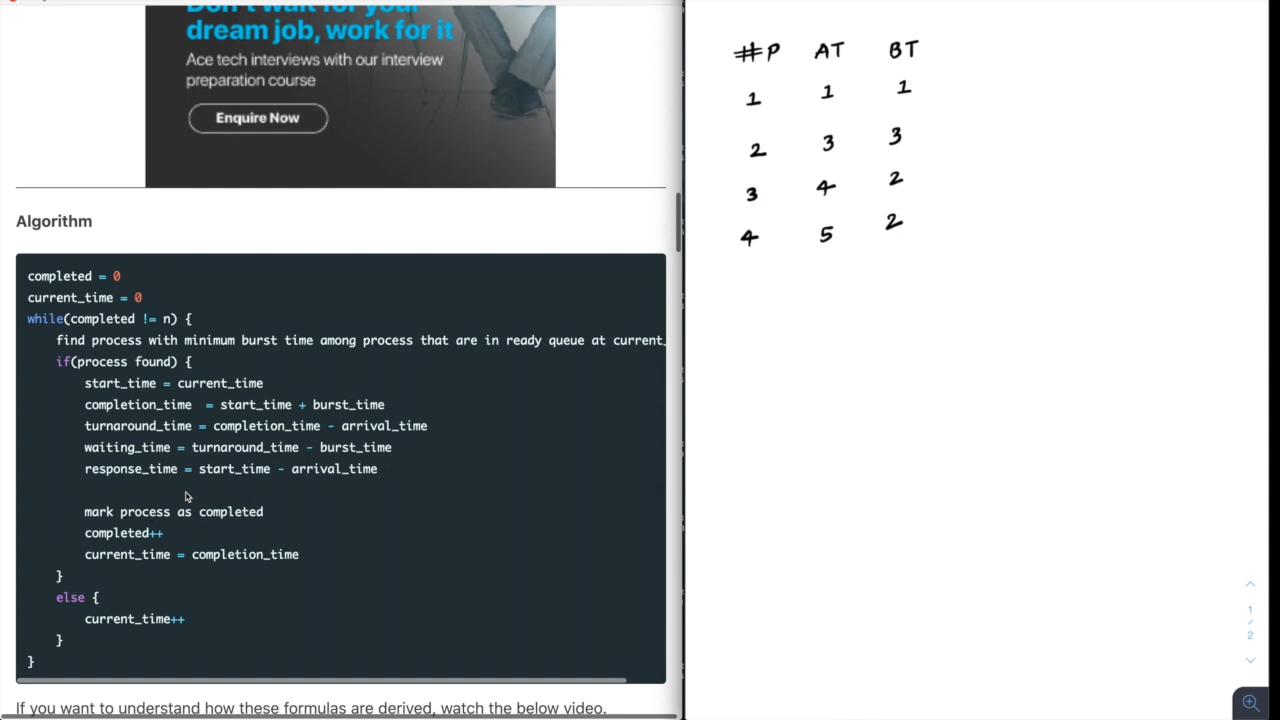 Don't wait for your
dream job, work for it
Ace tech interviews with our interview
preparation course
Enquire Now
Algorithm
completed = 0
current_time = 0
while(completed != n) {
find process with minimum burst time among process that are in ready queue at current_
if(process found) {
start_time = current_time
completion_time  = start_time + burst_time
turnaround_time = completion_time - arrival_time
waiting_time = turnaround_time - burst_time
response_time = start_time - arrival_time
mark process as completed
completed++
current_time = completion_time
}
else {
current_time++
}
}
If you want to understand how these formulas are derived, watch the below video.
#P AT BT
1 1 1
2 3 3
3 4 2
4 5 2
1
/
2